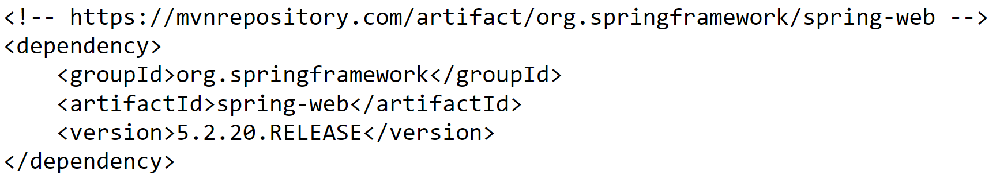 <!-- https://mvnrepository.com/artifact/org.springframework/spring-web -->
<dependency>
    <groupId>org.springframework</groupId>
    <artifactId>spring-web</artifactId>
    <version>5.2.20.RELEASE</version>
</dependency>